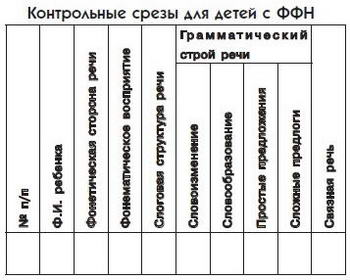 Контрольные срезы для детей с ФФН
№ п/п
Ф.И. ребенка
Фонетическая сторона речи
Фонематическое восприятие
Слоговая структура речи
Грамматический
строй речи
Словоизменение
Словообразование
Простые предложения
Сложные предлоги
Связная речь